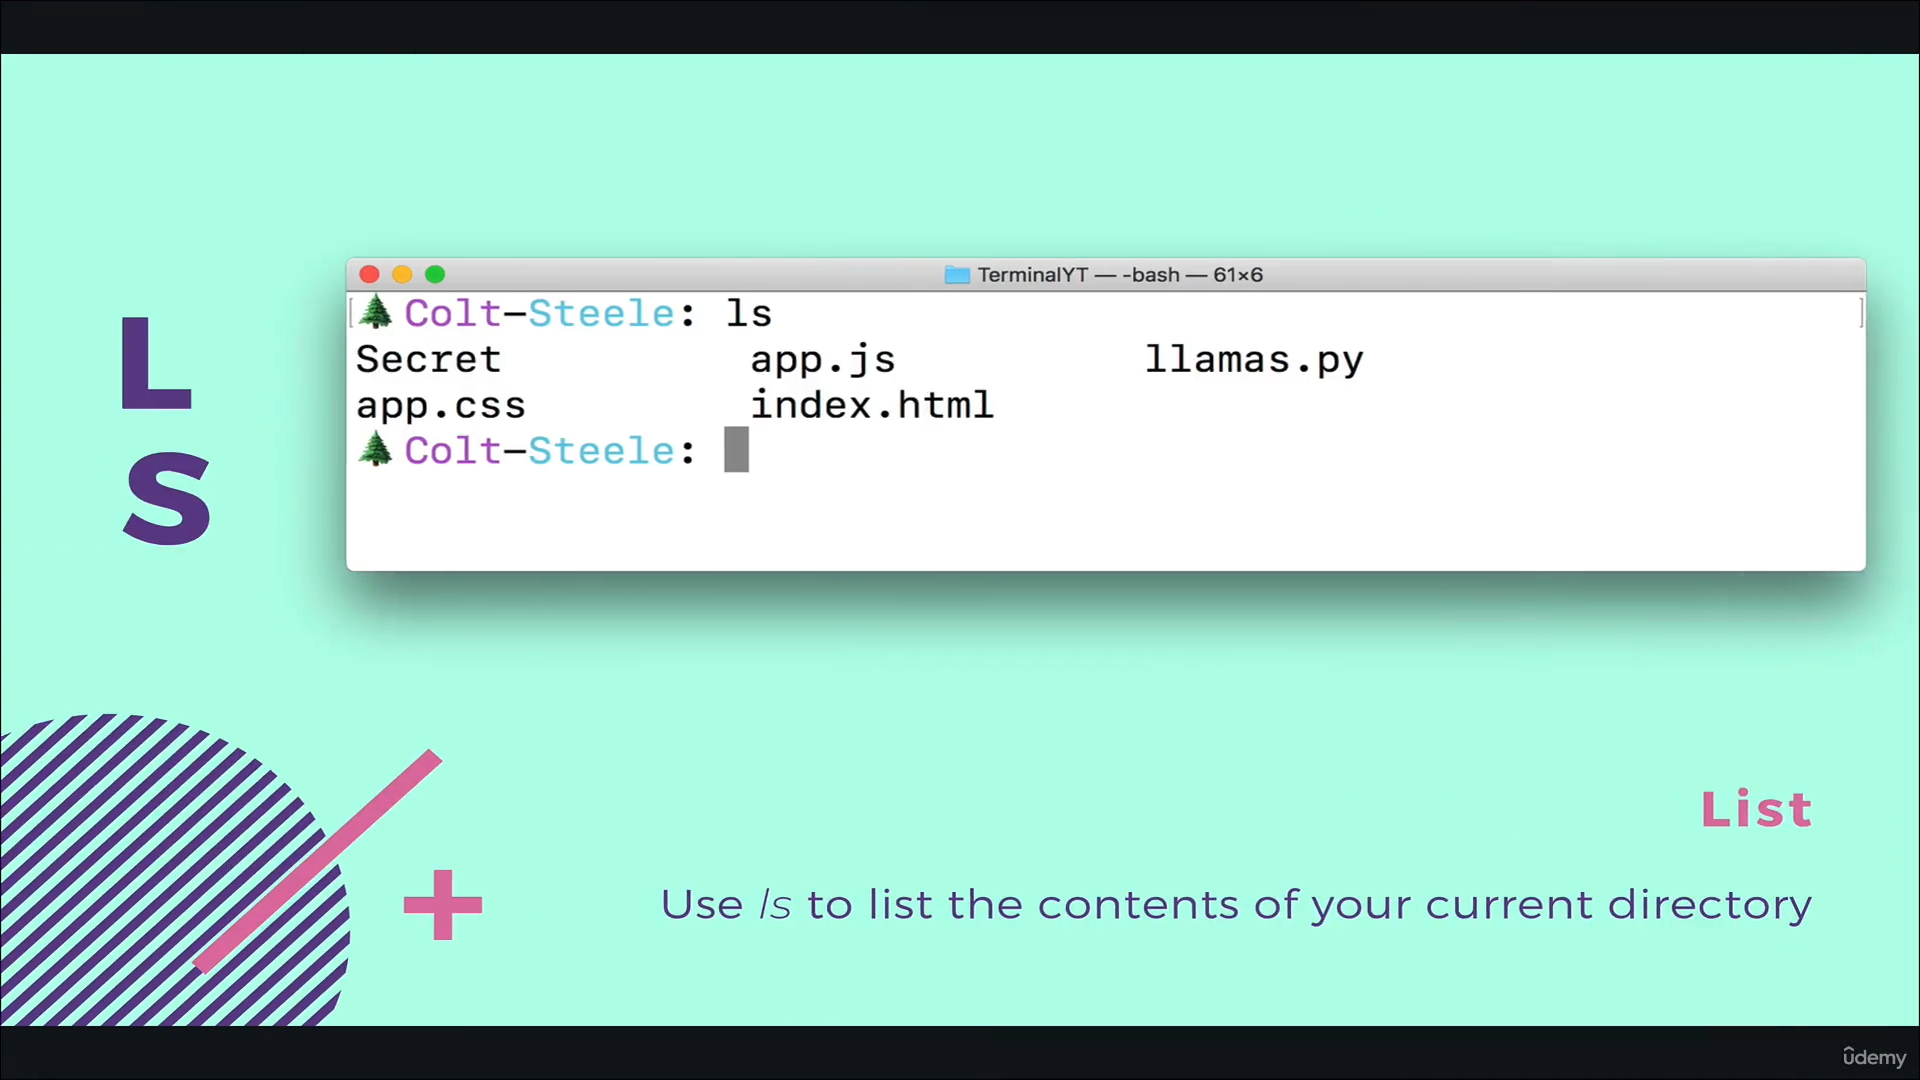 TerminalYT — -bash — 61×6
Colt-Steele: ls
Secret app.js llamas.py
app.css index.html
Colt-Steele:
L
S
List
Use ls to list the contents of your current directory
ûdemy